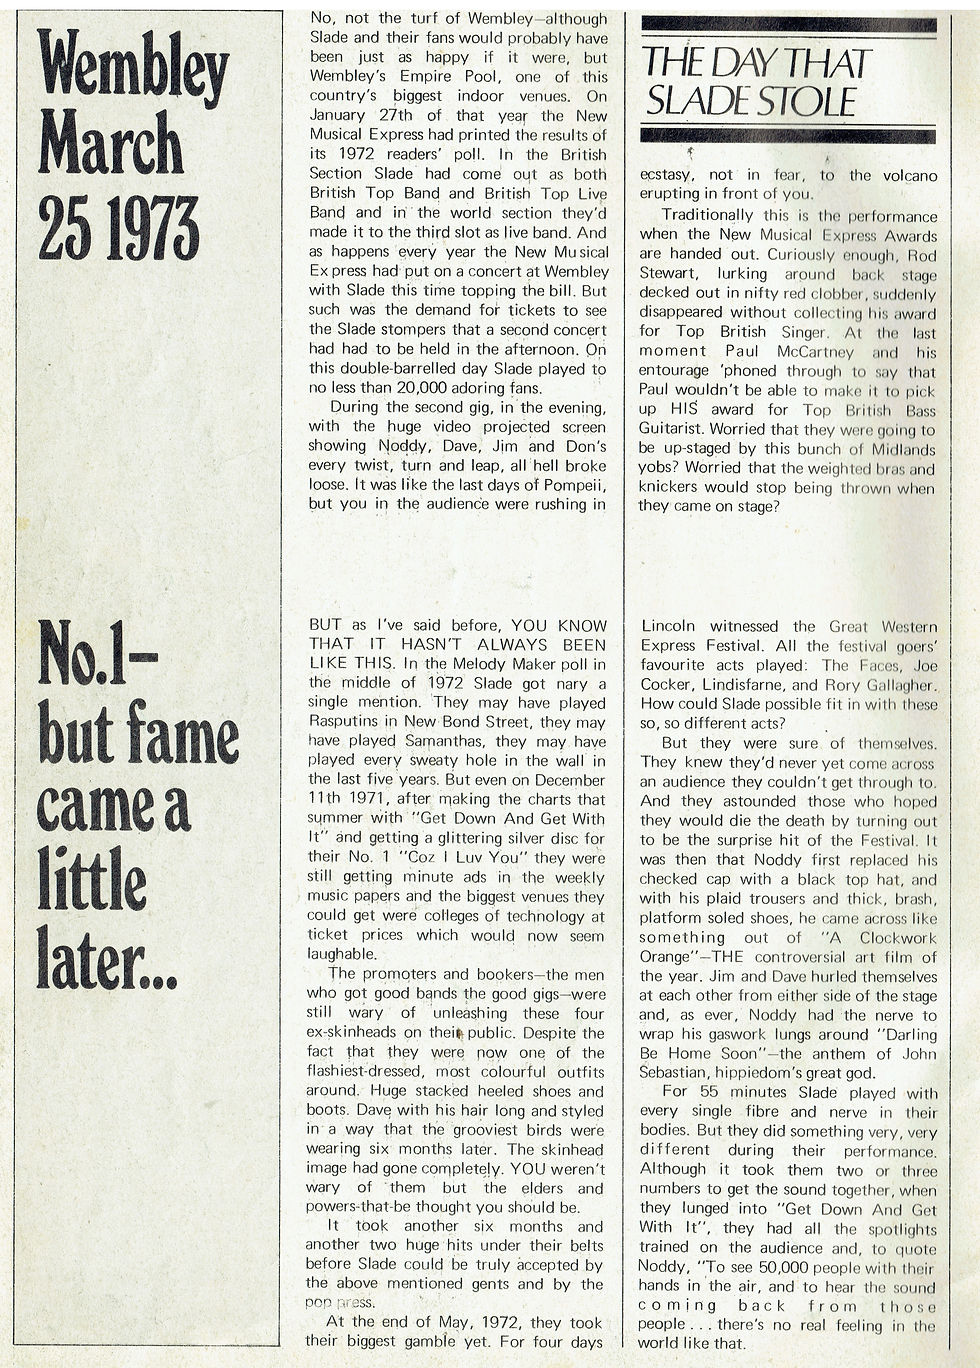 Wembley
March
25 1973
No, not the turf of Wembley—although
Slade and their fans would probably have
been just as happy if it were, but
Wembley's Empire Pool, one of this
country's biggest indoor venues. On
January 27th of that year the New
Musical Express had printed the results of
its 1972 readers' poll. In the British
Section Slade had come out as both
British Top Band and British Top Live
Band and in the world section they'd
made it to the third slot as live band. And
as happens every year the New Musical
Express had put on a concert at Wembley
with Slade this time topping the bill. But
such was the demand for tickets to see
the Slade stompers that a second concert
had had to be held in the afternoon. On
this double-barrelled day Slade played to
no less than 20,000 adoring fans.
During the second gig, in the evening,
with the huge video projected screen
showing Noddy, Dave, Jim and Don's
every twist, turn and leap, all hell broke
loose. It was like the last days of Pompeii,
but you in the audience were rushing in
THE DAY THAT
SLADE STOLE
ecstasy, not in fear, to the volcano
erupting in front of you.
Traditionally this is the performance
when the New Musical Express Awards
are handed out. Curiously enough, Rod
Stewart, lurking around back stage
decked out in nifty red clobber, suddenly
disappeared without collecting his award
for Top British Singer. At the last
moment Paul McCartney and his
entourage 'phoned through to say that
Paul wouldn't be able to make it to pick
up HIS award for Top British Bass
Guitarist. Worried that they were going to
be up-staged by this bunch of Midlands
yobs? Worried that the weighted bras and
knickers would stop being thrown when
they came on stage?
No.1–
but fame
came a
little
later...
BUT as I've said before, YOU KNOW
THAT IT HASN'T ALWAYS BEEN
LIKE THIS. In the Melody Maker poll in
the middle of 1972 Slade got nary a
single mention. They may have played
Rasputins in New Bond Street, they may
have played Samanthas, they may have
played every sweaty hole in the wall in
the last five years. But even on December
11th 1971, after making the charts that
summer with "Get Down And Get With
It" and getting a glittering silver disc for
their No. 1 "Coz I Luv You" they were
still getting minute ads in the weekly
music papers and the biggest venues they
could get were colleges of technology at
ticket prices which would now seem
laughable.
The promoters and bookers—the men
who got good bands the good gigs—were
still wary of unleashing these four
ex-skinheads on their public. Despite the
fact that they were now one of the
flashiest-dressed, most colourful outfits
around. Huge stacked heeled shoes and
boots. Dave with his hair long and styled
in a way that the grooviest birds were
wearing six months later. The skinhead
image had gone completely. YOU weren't
wary of them but the elders and
powers-that-be thought you should be.
It took another six months and
another two huge hits under their belts
before Slade could be truly accepted by
the above mentioned gents and by the
pop press.
At the end of May, 1972, they took
their biggest gamble yet. For four days
Lincoln witnessed the Great Western
Express Festival. All the festival goers'
favourite acts played: The Faces, Joe
Cocker, Lindisfarne, and Rory Gallagher.
How could Slade possible fit in with these
so, so different acts?
But they were sure of themselves.
They knew they'd never yet come across
an audience they couldn't get through to.
And they astounded those who hoped
they would die the death by turning out
to be the surprise hit of the Festival. It
was then that Noddy first replaced his
checked cap with a black top hat, and
with his plaid trousers and thick, brash,
platform soled shoes, he came across like
something out of "A Clockwork
Orange"—THE controversial art film of
the year. Jim and Dave hurled themselves
at each other from either side of the stage
and, as ever, Noddy had the nerve to
wrap his gaswork lungs around "Darling
Be Home Soon"—the anthem of John
Sebastian, hippiedom's great god.
For 55 minutes Slade played with
every single fibre and nerve in their
bodies. But they did something very, very
different during their performance.
Although it took them two or three
numbers to get the sound together, when
they lunged into "Get Down And Get
With It", they had all the spotlights
trained on the audience and, to quote
Noddy, "To see 50,000 people with their
hands in the air, and to hear the sound
coming back from those
people . . . there's no real feeling in the
world like that.